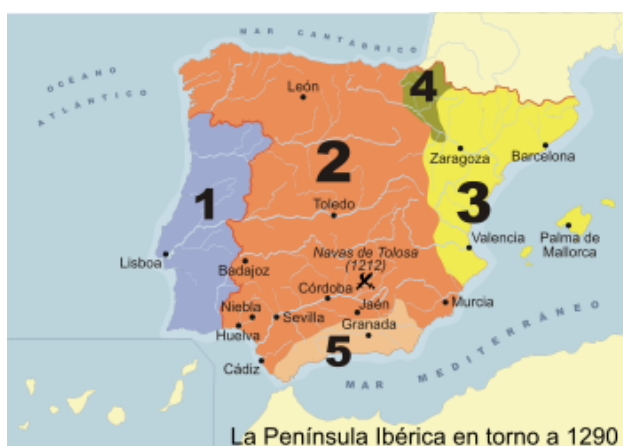 MAR CANTÁBRICO
OCÉANO
ATLÁNTICO
León
4
2
Zaragoza
Barcelona
1
3
Toledo
Navas de Tolosa
(1212)
Valencia
Palma de
Mallorca
Lisboa
Badajoz
Córdoba
Jaén
Murcia
Niebla
Sevilla
Granada
Huelva
5
Cádiz
MAR MEDITERRÁNEO
La Península Ibérica en torno a 1290